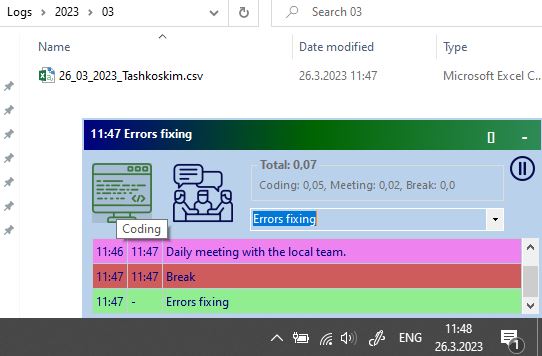 Logs > 2023 > 03
Search 03
Name
Date modified
Type
26_03_2023_Tashkoskim.csv
26.3.2023 11:47
Microsoft Excel C...
11:47 Errors fixing
Total: 0,07
Coding: 0,05, Meeting: 0,02, Break: 0,0
Errors fixing
Coding
11:46 11:47 Daily meeting with the local team.
11:47 11:47 Break
11:47 - Errors fixing
ENG
11:48
26.3.2023
1